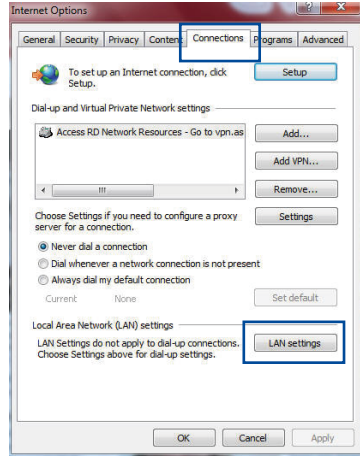 Internet Options
General Security Privacy Content Connections Programs Advanced
To set up an Internet connection, click
Setup.
Setup
Dial-up and Virtual Private Network settings
Access RD Network Resources - Go to vpn.as
Add...
Add VPN...
Remove...
Choose Settings if you need to configure a proxy
server for a connection.
Settings
Never dial a connection
Dial whenever a network connection is not present
Always dial my default connection
Current None
Set default
Local Area Network (LAN) settings
LAN Settings do not apply to dial-up connections.
Choose Settings above for dial-up settings.
LAN settings
OK Cancel Apply